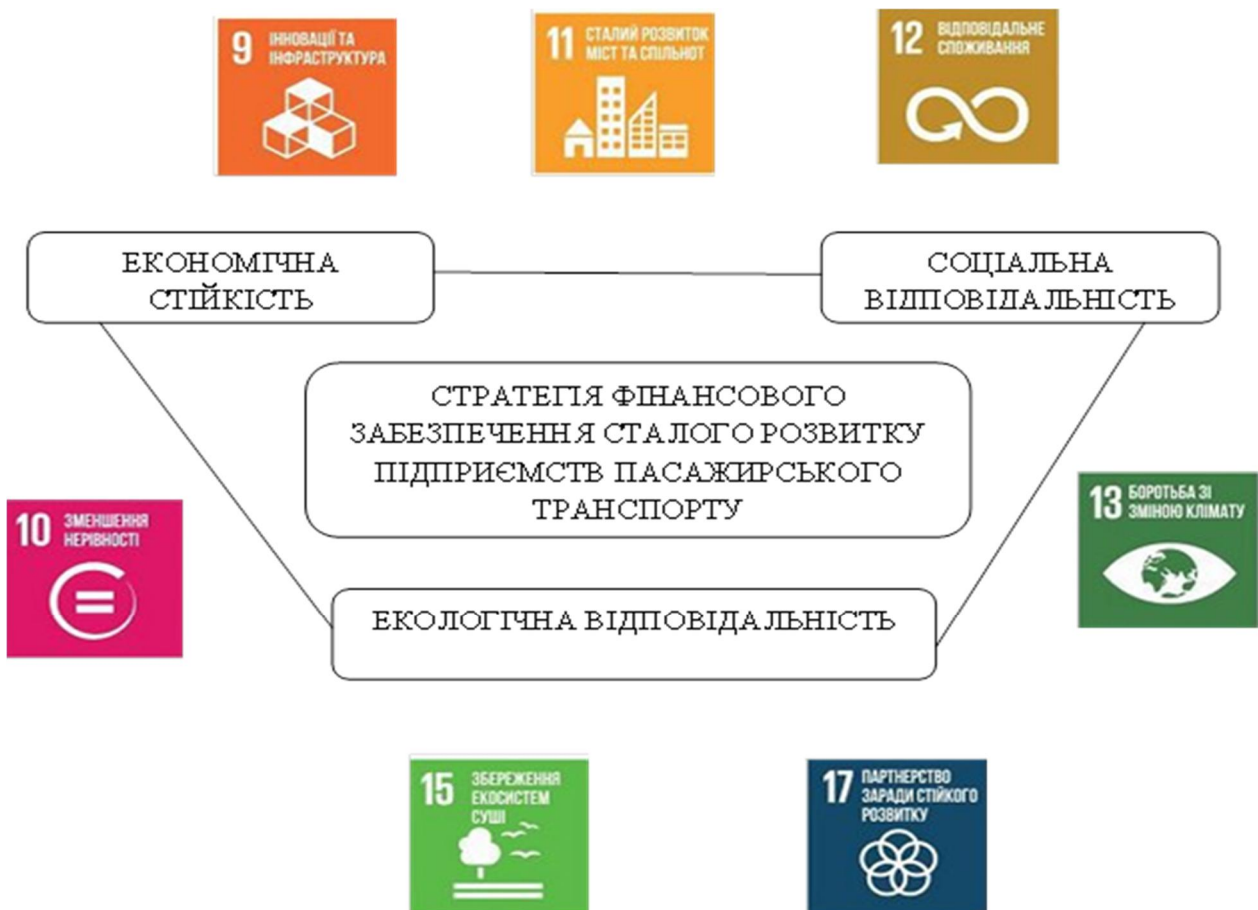 9 ІННОВАЦІЇ ТА
ІНФРАСТРУКТУРА
11 СТАЛИЙ РОЗВИТОК
МІСТ ТА СПІЛЬНОТ
12 ВІДПОВІДАЛЬНЕ
СПОЖИВАННЯ
ЕКОНОМІЧНА
СТІЙКІСТЬ
СОЦІАЛЬНА
ВІДПОВІДАЛЬНІСТЬ
СТРАТЕГІЯ ФІНАНСОВОГО
ЗАБЕЗПЕЧЕННЯ СТАЛОГО РОЗВИТКУ
ПІДПРИЄМСТВ ПАСАЖИРСЬКОГО
ТРАНСПОРТУ
10 ЗМЕНШЕННЯ
НЕРІВНОСТІ
13 БОРОТЬБА ЗІ
ЗМІНОЮ КЛІМАТУ
ЕКОЛОГІЧНА ВІДПОВІДАЛЬНІСТЬ
15 ЗБЕРЕЖЕННЯ
ЕКОСИСТЕМ
СУШІ
17 ПАРТНЕРСТВО
ЗАРАДИ СТІЙКОГО
РОЗВИТКУ